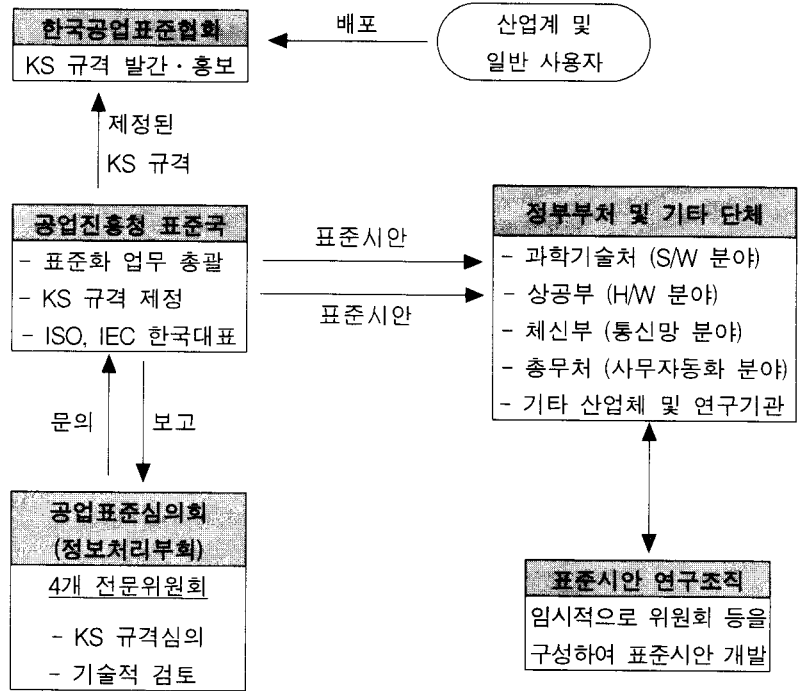 한국공업표준협회
KS 규격 발간·홍보
배포
산업계 및
일반 사용자
제정된
KS 규격
공업진흥청 표준국
- 표준화 업무 총괄
- KS 규격 제정
- ISO, IEC 한국대표
표준시안
표준시안
정부부처 및 기타 단체
- 과학기술처 (S/W 분야)
- 상공부 (H/W 분야)
- 체신부 (통신망 분야)
- 총무처 (사무자동화 분야)
- 기타 산업체 및 연구기관
문의
보고
공업표준심의회
(정보처리부회)
4개 전문위원회
- KS 규격심의
- 기술적 검토
표준시안 연구조직
임시적으로 위원회 등을
구성하여 표준시안 개발